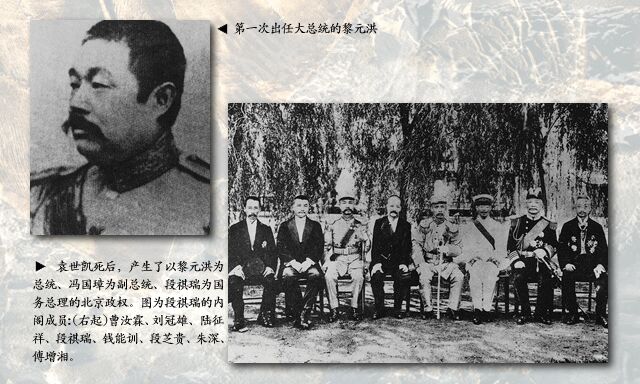 ◀ 第一次出任大总统的黎元洪
▶ 袁世凯死后，产生了以黎元洪为
总统、冯国璋为副总统、段祺瑞为国
务总理的北京政权。图为段祺瑞的内
阁成员:(右起)曹汝霖、刘冠雄、陆征
祥、段祺瑞、钱能训、段芝贵、朱深、
傅增湘。